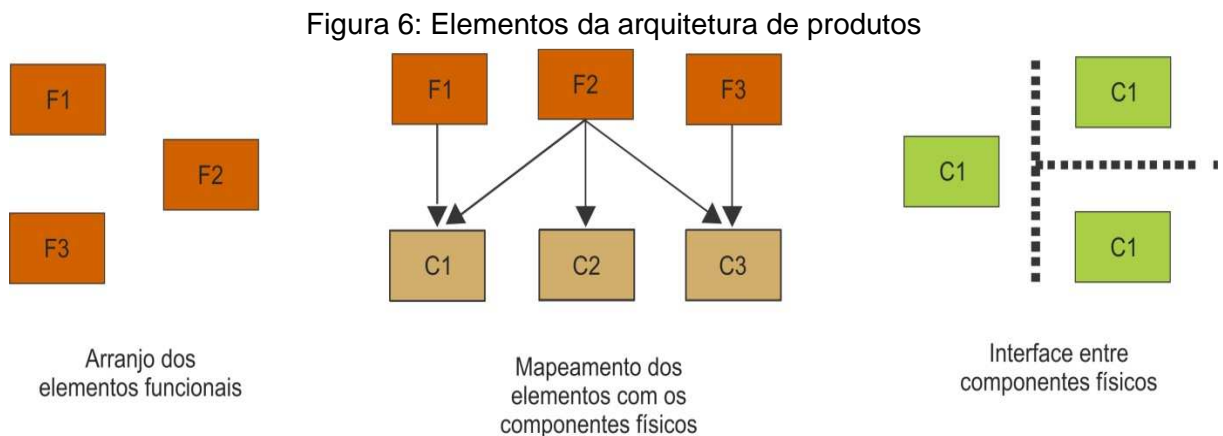 Figura 6: Elementos da arquitetura de produtos
F1
F2
F3
Arranjo dos
elementos funcionais
F1
F2
F3
C1
C2
C3
Mapeamento dos
elementos com os
componentes físicos
C1
C1
C1
Interface entre
componentes físicos